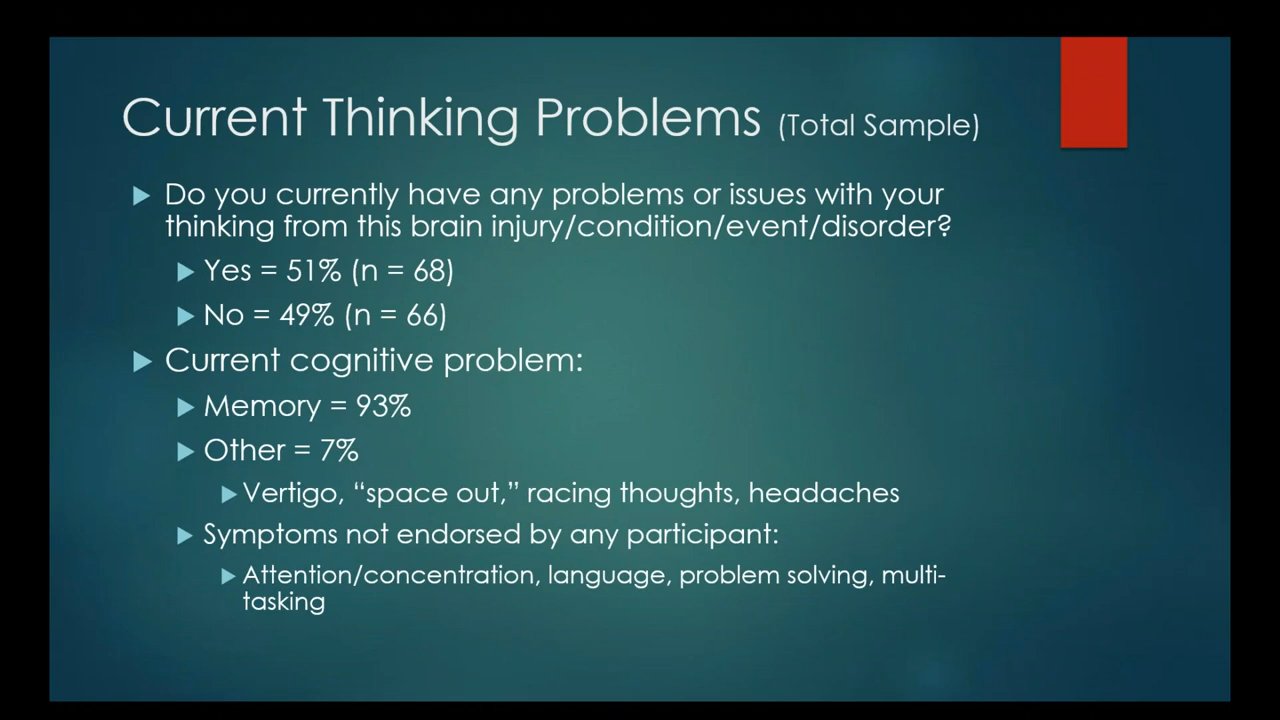 Current Thinking Problems (Total Sample)
Do you currently have any problems or issues with your
thinking from this brain injury/condition/event/disorder?
Yes = 51% (n = 68)
No = 49% (n = 66)
Current cognitive problem:
Memory = 93%
Other = 7%
Vertigo, “space out,” racing thoughts, headaches
Symptoms not endorsed by any participant:
Attention/concentration, language, problem solving, multi-
tasking